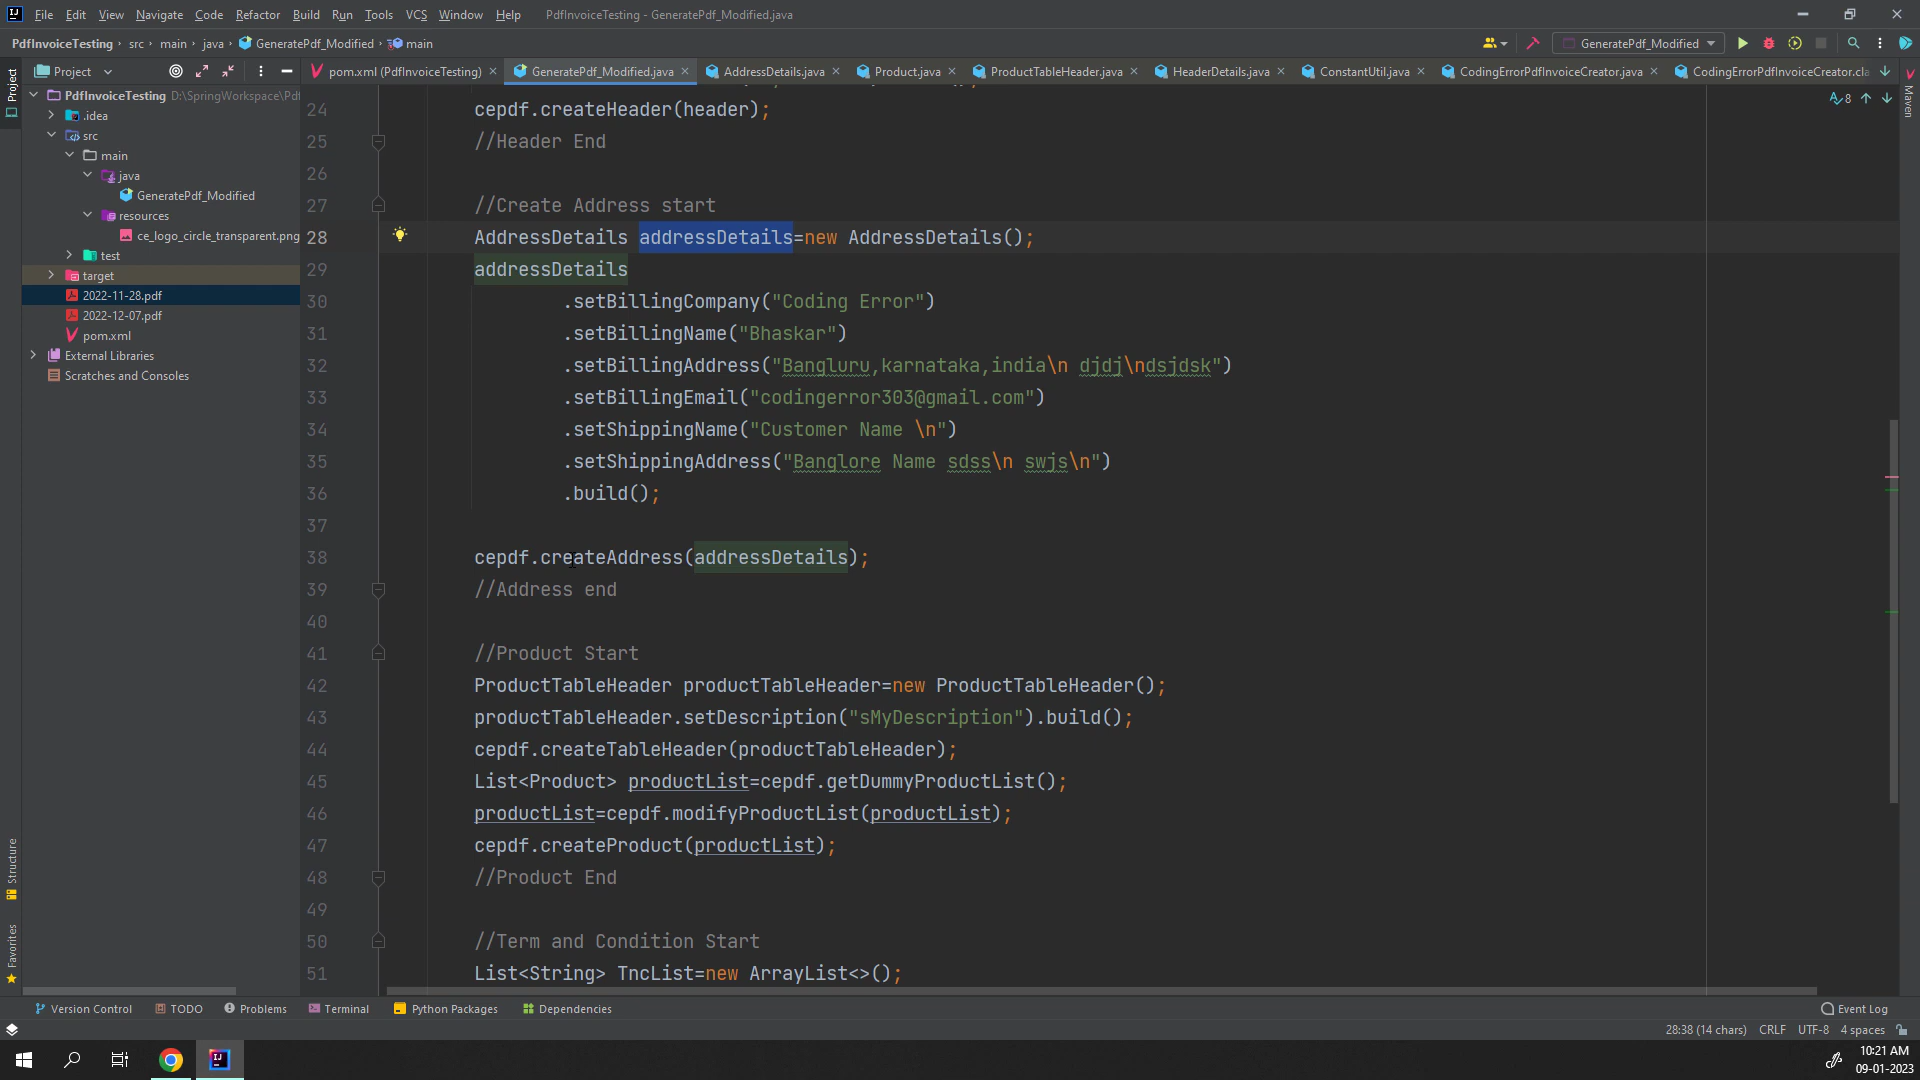 File Edit View Navigate Code Refactor Build Run Tools VCS Window Help PdfInvoiceTesting - GeneratePdf_Modified.java
PdfInvoiceTesting src main java GeneratePdf_Modified main GeneratePdf_Modified
Project pom.xml (PdfInvoiceTesting) GeneratePdf_Modified.java AddressDetails.java Product.java ProductTableHeader.java HeaderDetails.java ConstantUtil.java CodingErrorPdfInvoiceCreator.java CodingErrorPdfInvoiceCreator.cla
Project
Maven
Structure
Favorites
PdfInvoiceTesting D:\SpringWorkspace\Pdf
.idea
src
main
java
GeneratePdf_Modified
resources
ce_logo_circle_transparent.png
test
target
2022-11-28.pdf
2022-12-07.pdf
pom.xml
External Libraries
Scratches and Consoles
8
24 cepdf.createHeader(header);
25 //Header End
26
27 //Create Address start
28 AddressDetails addressDetails=new AddressDetails();
29 addressDetails
30 .setBillingCompany("Coding Error")
31 .setBillingName("Bhaskar")
32 .setBillingAddress("Bangluru,karnataka,india\n djdj\ndsjdsk")
33 .setBillingEmail("codingerror303@gmail.com")
34 .setShippingName("Customer Name \n")
35 .setShippingAddress("Banglore Name sdss\n swjs\n")
36 .build();
37
38 cepdf.createAddress(addressDetails);
39 //Address end
40
41 //Product Start
42 ProductTableHeader productTableHeader=new ProductTableHeader();
43 productTableHeader.setDescription("sMyDescription").build();
44 cepdf.createTableHeader(productTableHeader);
45 List<Product> productList=cepdf.getDummyProductList();
46 productList=cepdf.modifyProductList(productList);
47 cepdf.createProduct(productList);
48 //Product End
49
50 //Term and Condition Start
51 List<String> TncList=new ArrayList<>();
Version Control TODO Problems Terminal Python Packages Dependencies Event Log
28:38 (14 chars) CRLF UTF-8 4 spaces
10:21 AM
09-01-2023